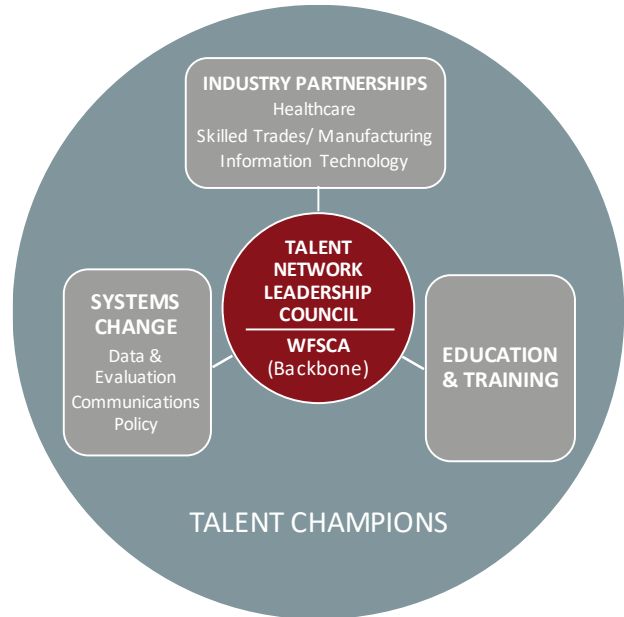 INDUSTRY PARTNERSHIPS
Healthcare
Skilled Trades/ Manufacturing
Information Technology
TALENT
NETWORK
LEADERSHIP
COUNCIL
WFSCA
(Backbone)
SYSTEMS
CHANGE
Data &
Evaluation
Communications
Policy
EDUCATION
& TRAINING
TALENT CHAMPIONS